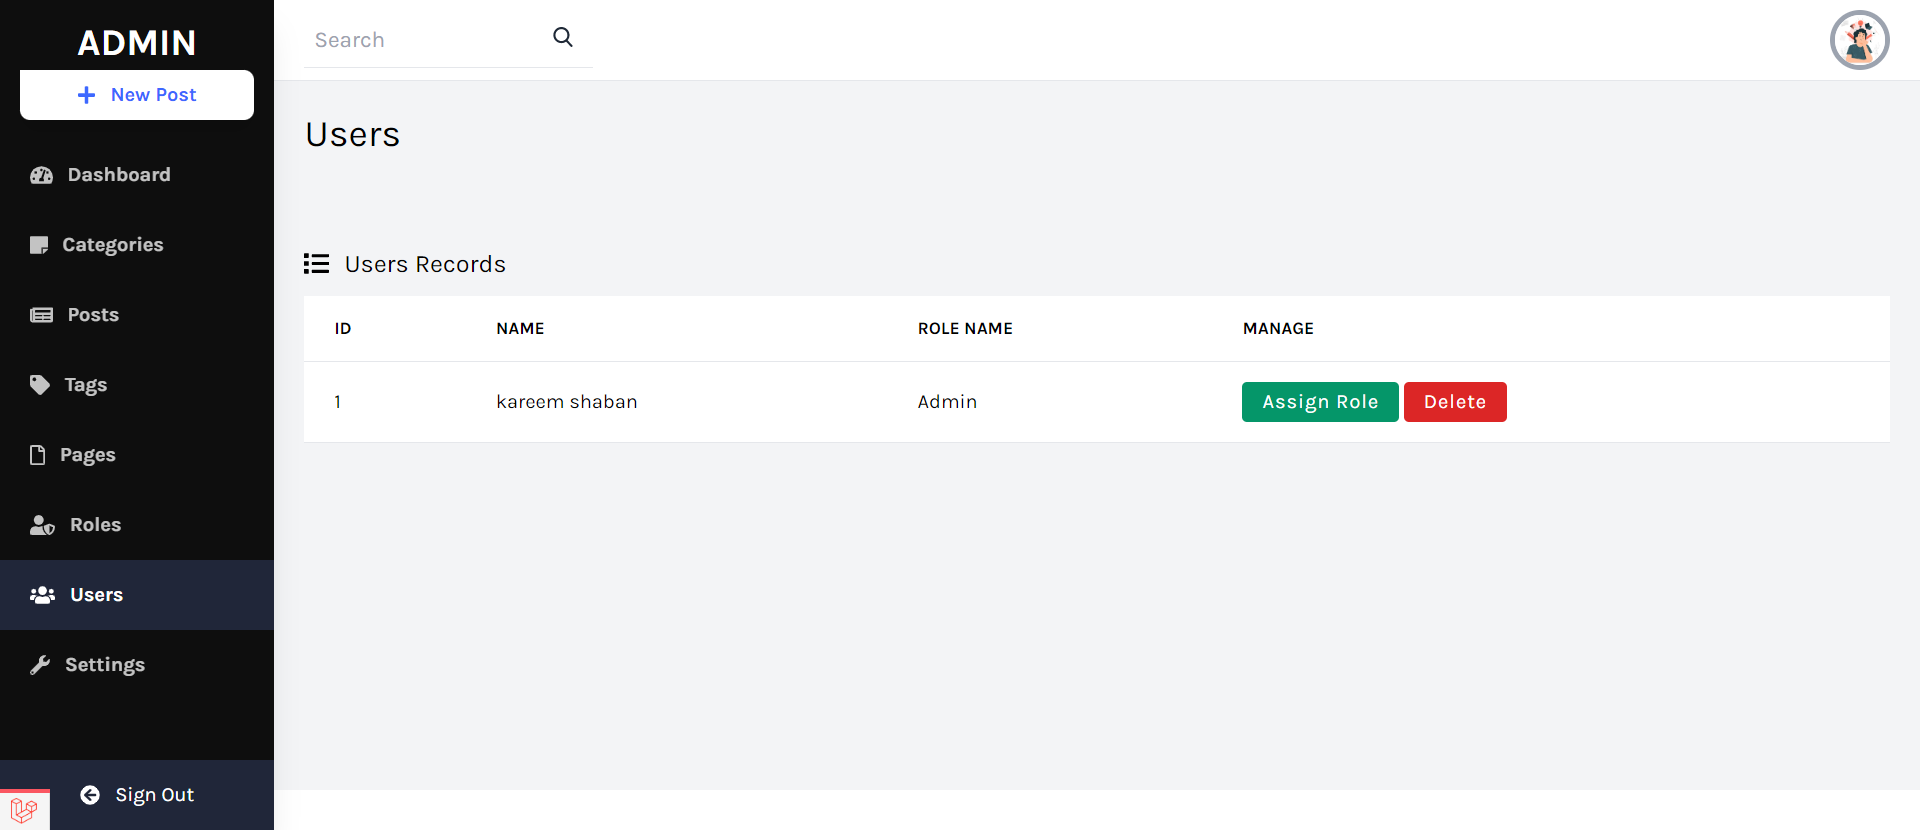 ADMIN
New Post
Dashboard
Categories
Posts
Tags
Pages
Roles
Users
Settings
Sign Out
Search
Users
Users Records
ID NAME ROLE NAME MANAGE
1 kareem shaban Admin Assign Role Delete